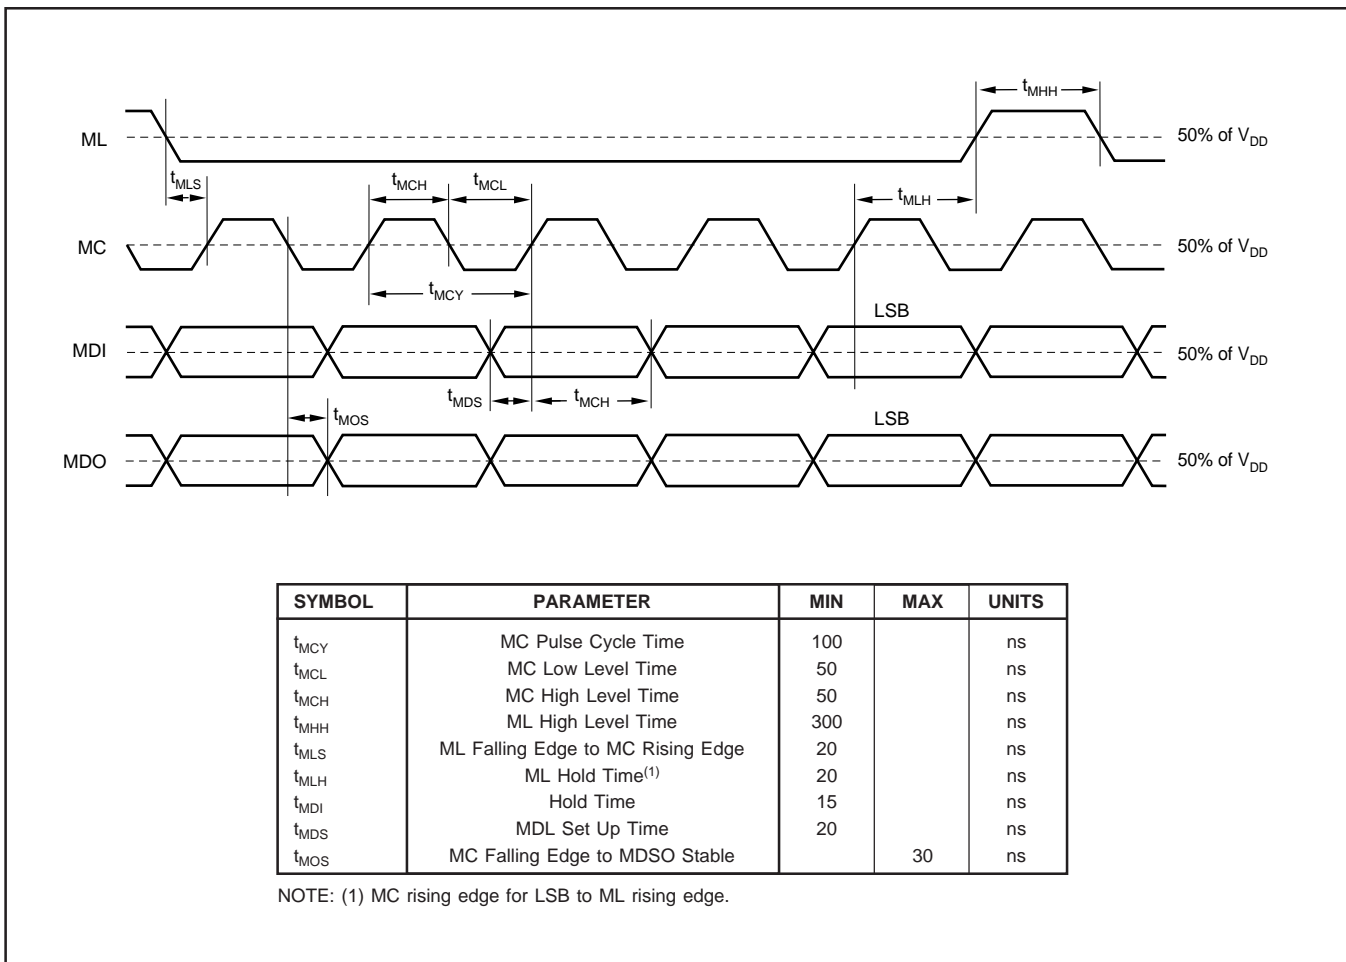 tMHH
ML
50% of VDD
tMLS
tMCH
tMCL
tMLH
MC
50% of VDD
tMCY
LSB
MDI
50% of VDD
tMDS
tMCH
tMOS
LSB
MDO
50% of VDD
SYMBOL PARAMETER MIN MAX UNITS
tMCY MC Pulse Cycle Time 100 ns
tMCL MC Low Level Time 50 ns
tMCH MC High Level Time 50 ns
tMHH ML High Level Time 300 ns
tMLS ML Falling Edge to MC Rising Edge 20 ns
tMLH ML Hold Time(1) 20 ns
tMDI Hold Time 15 ns
tMDS MDL Set Up Time 20 ns
tMOS MC Falling Edge to MDSO Stable 30 ns
NOTE: (1) MC rising edge for LSB to ML rising edge.